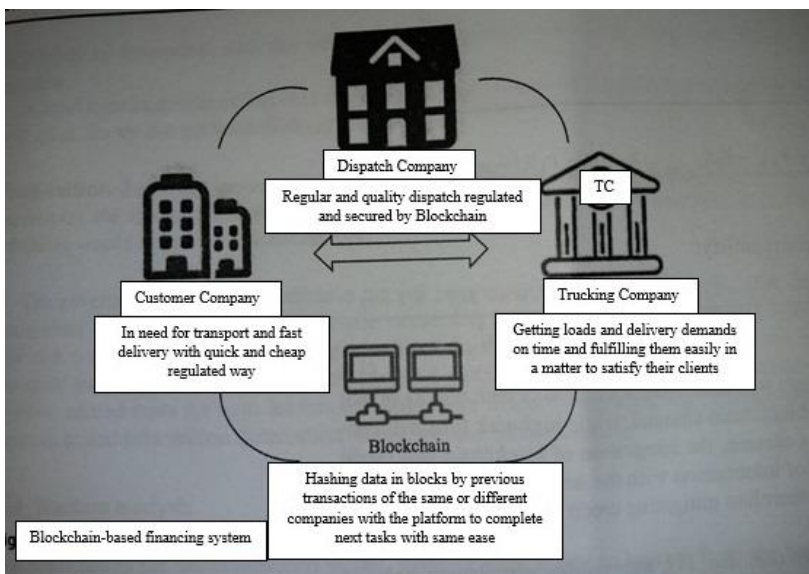 Dispatch Company
Regular and quality dispatch regulated
and secured by Blockchain
TC
Customer Company
In need for transport and fast
delivery with quick and cheap
regulated way
Trucking Company
Getting loads and delivery demands
on time and fulfilling them easily in
a matter to satisfy their clients
Blockchain
Hashing data in blocks by previous
transactions of the same or different
companies with the platform to complete
next tasks with same ease
Blockchain-based financing system